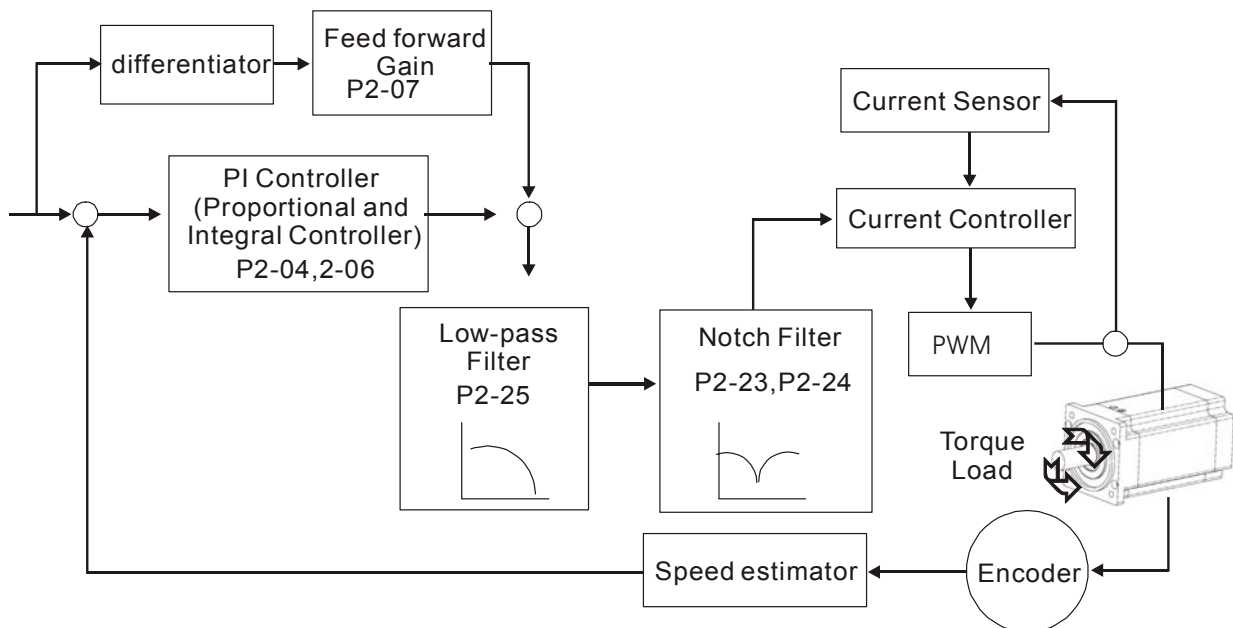 differentiator
Feed forward
Gain
P2-07
PI Controller
(Proportional and
Integral Controller)
P2-04,2-06
Current Sensor
Current Controller
PWM
Low-pass
Filter
P2-25
Notch Filter
P2-23,P2-24
Torque
Load
Speed estimator
Encoder